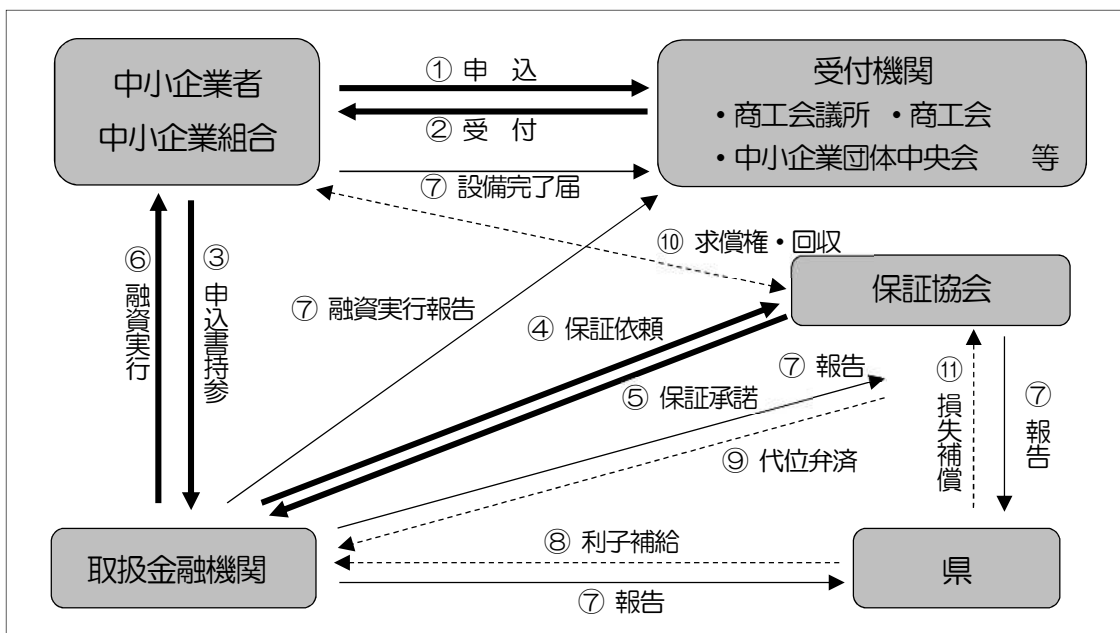 中小企業者
中小企業組合
① 申　込
② 受　付
⑦ 設備完了届
受付機関
・商工会議所 ・商工会
・中小企業団体中央会　等
⑩ 求償権・回収
保証協会
⑥ 融資実行
③ 申込書持参
⑦ 融資実行報告
④ 保証依頼
⑤ 保証承諾
⑦ 報告
⑨ 代位弁済
⑪ 損失補償
⑦ 報告
取扱金融機関
⑧ 利子補給
⑦ 報告
県